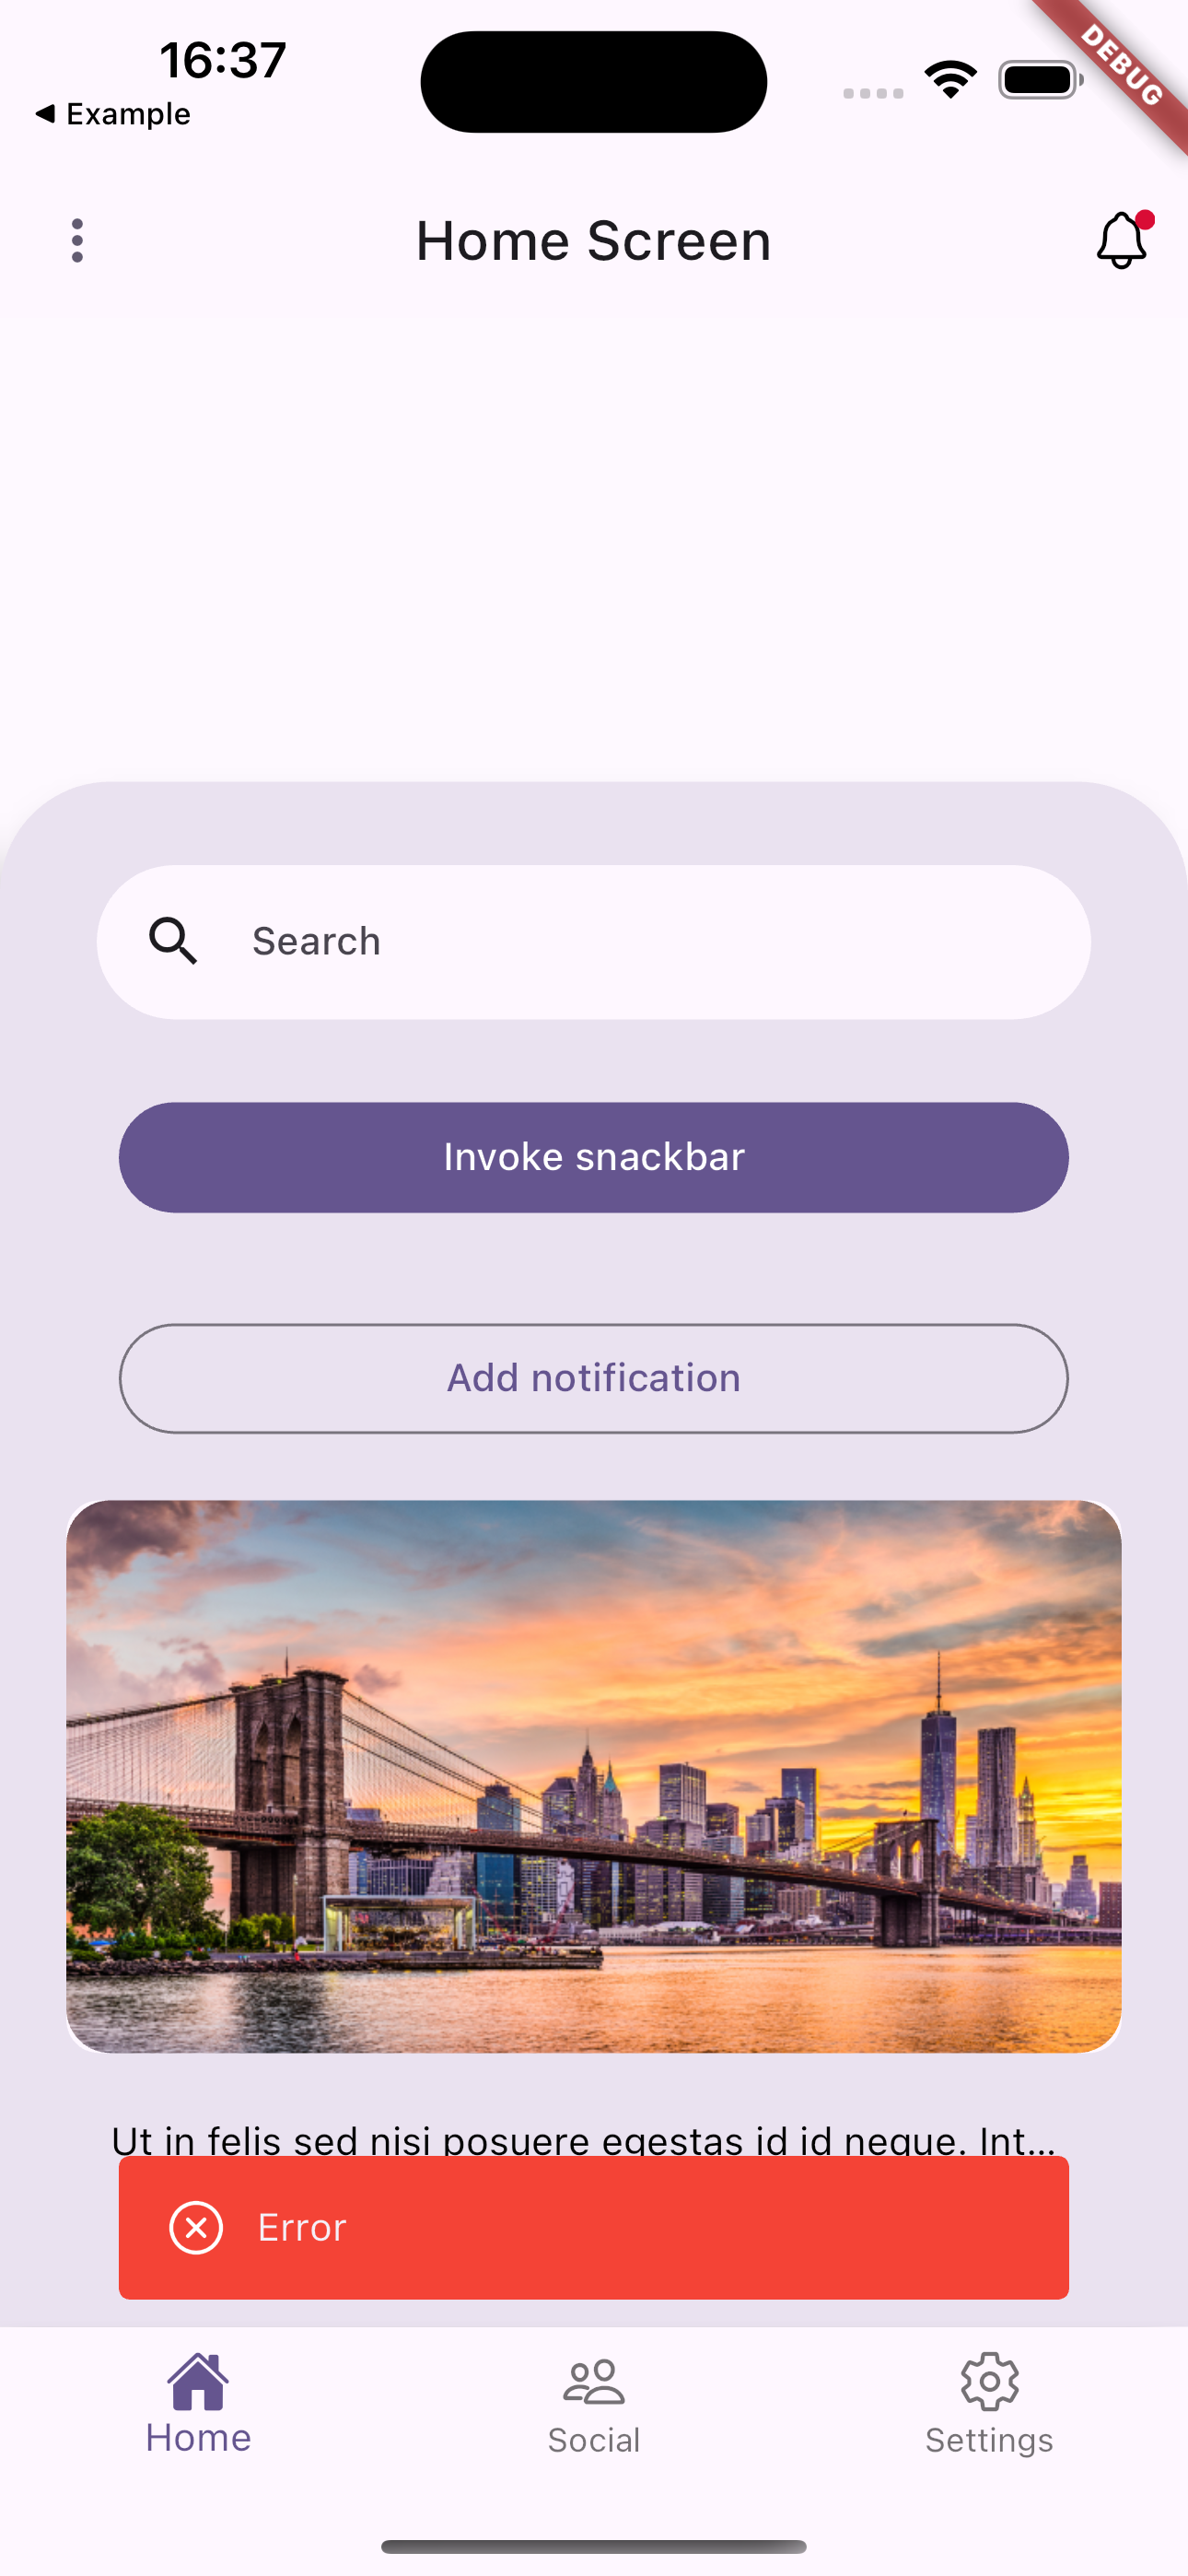 16:37
◀ Example
DEBUG
Home Screen
Search
Invoke snackbar
Add notification
Ut in felis sed nisi posuere egestas id id neque. Int...
Error
Home
Social
Settings